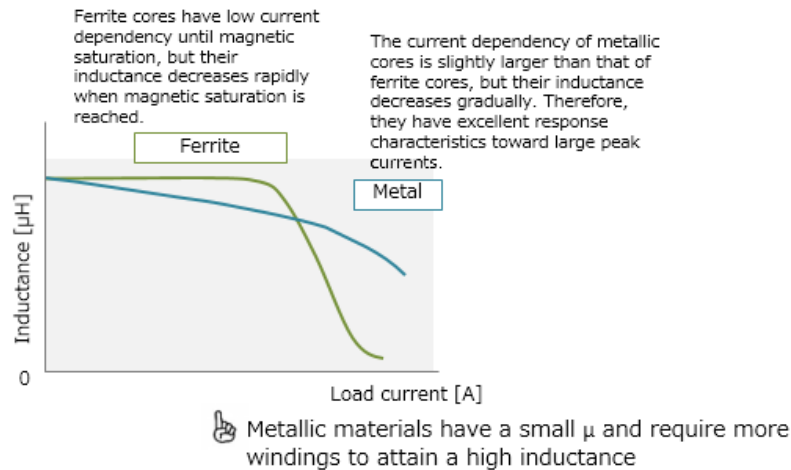 Ferrite cores have low current
dependency until magnetic
saturation, but their
inductance decreases rapidly
when magnetic saturation is
reached.
The current dependency of metallic
cores is slightly larger than that of
ferrite cores, but their inductance
decreases gradually. Therefore,
they have excellent response
characteristics toward large peak
currents.
Ferrite
Metal
Inductance [μH]
0
Load current [A]
Metallic materials have a small μ and require more
windings to attain a high inductance